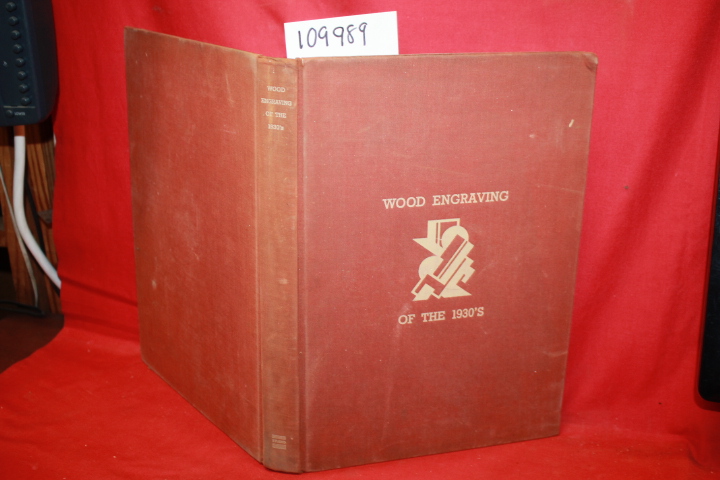 109989
WOOD
ENGRAVING
OF THE
1930's
WOOD ENGRAVING
OF THE 1930'S